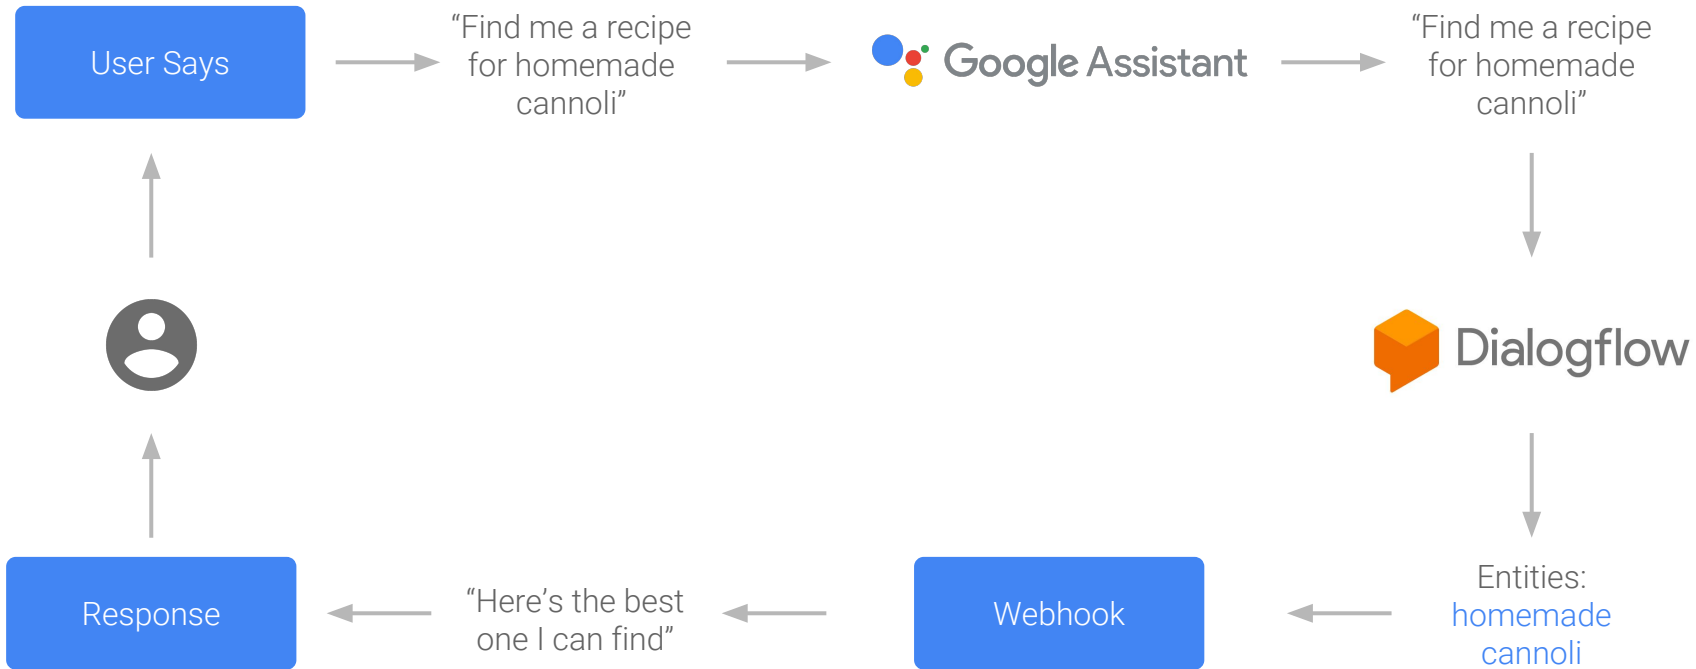 User Says
“Find me a recipe
for homemade
cannoli”
Google Assistant
“Find me a recipe
for homemade
cannoli”
Dialogflow
Entities:
homemade
cannoli
Webhook
“Here’s the best
one I can find”
Response